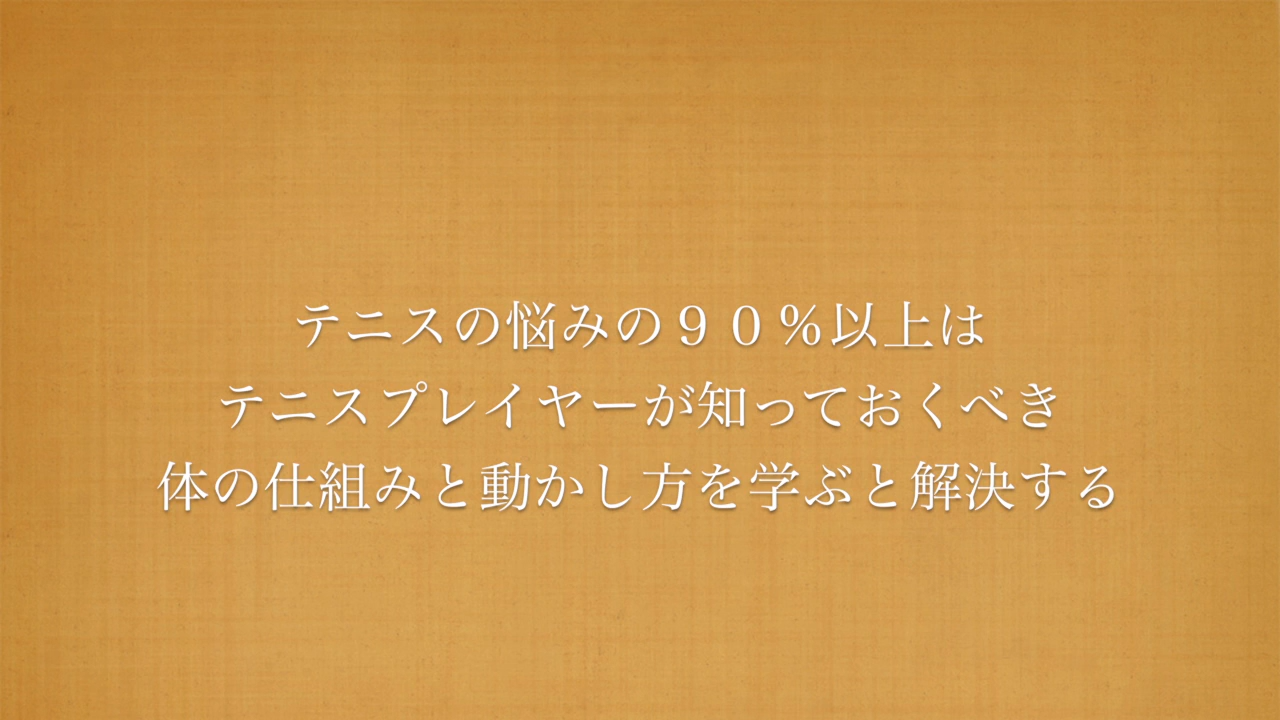 テニスの悩みの９０％以上は
テニスプレイヤーが知っておくべき
体の仕組みと動かし方を学ぶと解決する